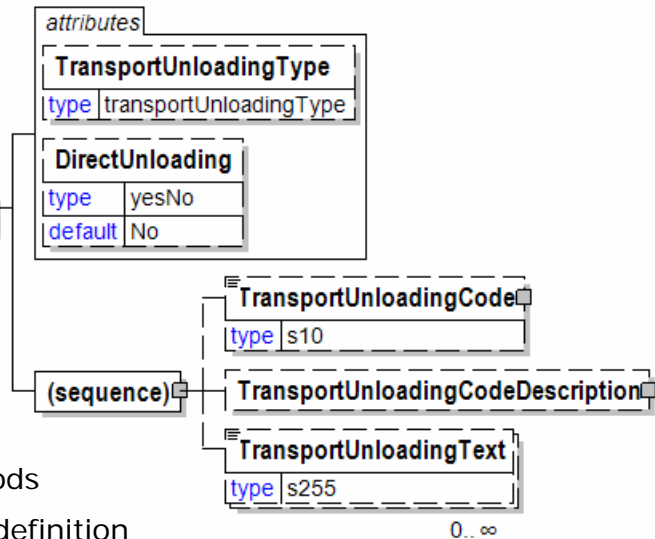 attributes
TransportUnloadingType
type transportUnloadingType
DirectUnloading
type yesNo
default No
TransportUnloadingCode
type s10
(sequence)
TransportUnloadingCodeDescription
TransportUnloadingText
type s255
0.. ∞
ods
definition